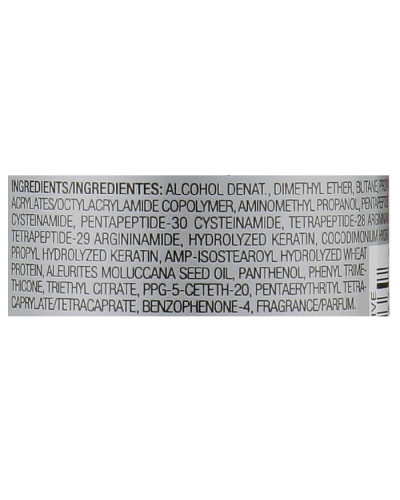 INGREDIENTS/INGREDIENTES: ALCOHOL DENAT., DIMETHYL ETHER, BUTANE,
ACRYLATES/OCTYLACRYLAMIDE COPOLYMER, AMINOMETHYL PROPANOL,
CYSTEINAMIDE, PENTAPEPTIDE-30 CYSTEINAMIDE, TETRAPEPTIDE-28
TETRAPEPTIDE-29 ARGININAMIDE, HYDROLYZED KERATIN,
PROPYL HYDROLYZED KERATIN, AMP-ISOSTEAROYL HYDROLYZED WHEAT
PROTEIN, ALEURITES MOLUCCANA SEED OIL, PANTHENOL, PHENYL TRIME-
THICONE, TRIETHYL CITRATE, PPG-5-CETETH-20, PENTAERYTHRITYL TETRA-
CAPRYLATE/TETRACAPRATE, BENZOPHENONE-4, FRAGRANCE/PARFUM.